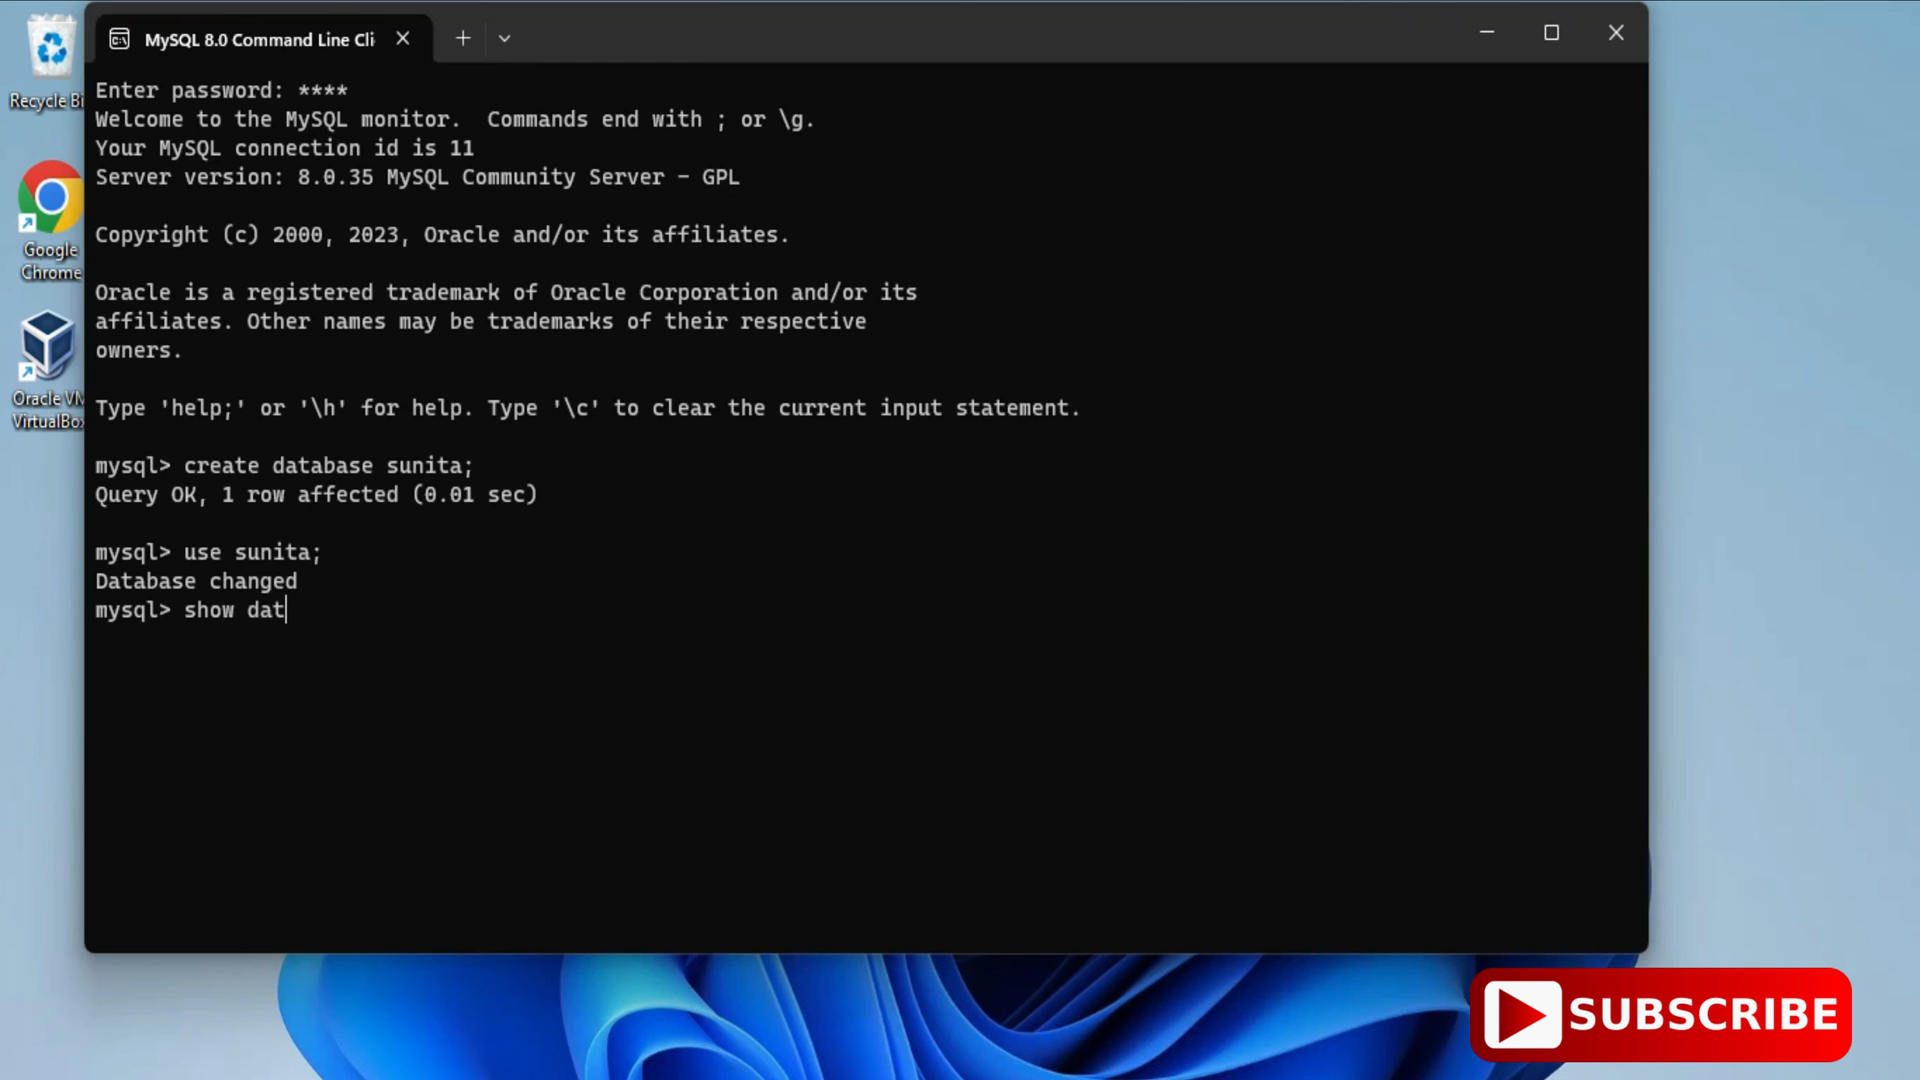 MySQL 8.0 Command Line Cli
Enter password: ****
Welcome to the MySQL monitor.  Commands end with ; or \g.
Your MySQL connection id is 11
Server version: 8.0.35 MySQL Community Server - GPL
Copyright (c) 2000, 2023, Oracle and/or its affiliates.
Oracle is a registered trademark of Oracle Corporation and/or its
affiliates. Other names may be trademarks of their respective
owners.
Type 'help;' or '\h' for help. Type '\c' to clear the current input statement.
mysql> create database sunita;
Query OK, 1 row affected (0.01 sec)
mysql> use sunita;
Database changed
mysql> show dat
Recycle Bi
Google
Chrome
Oracle VM
VirtualBox
SUBSCRIBE